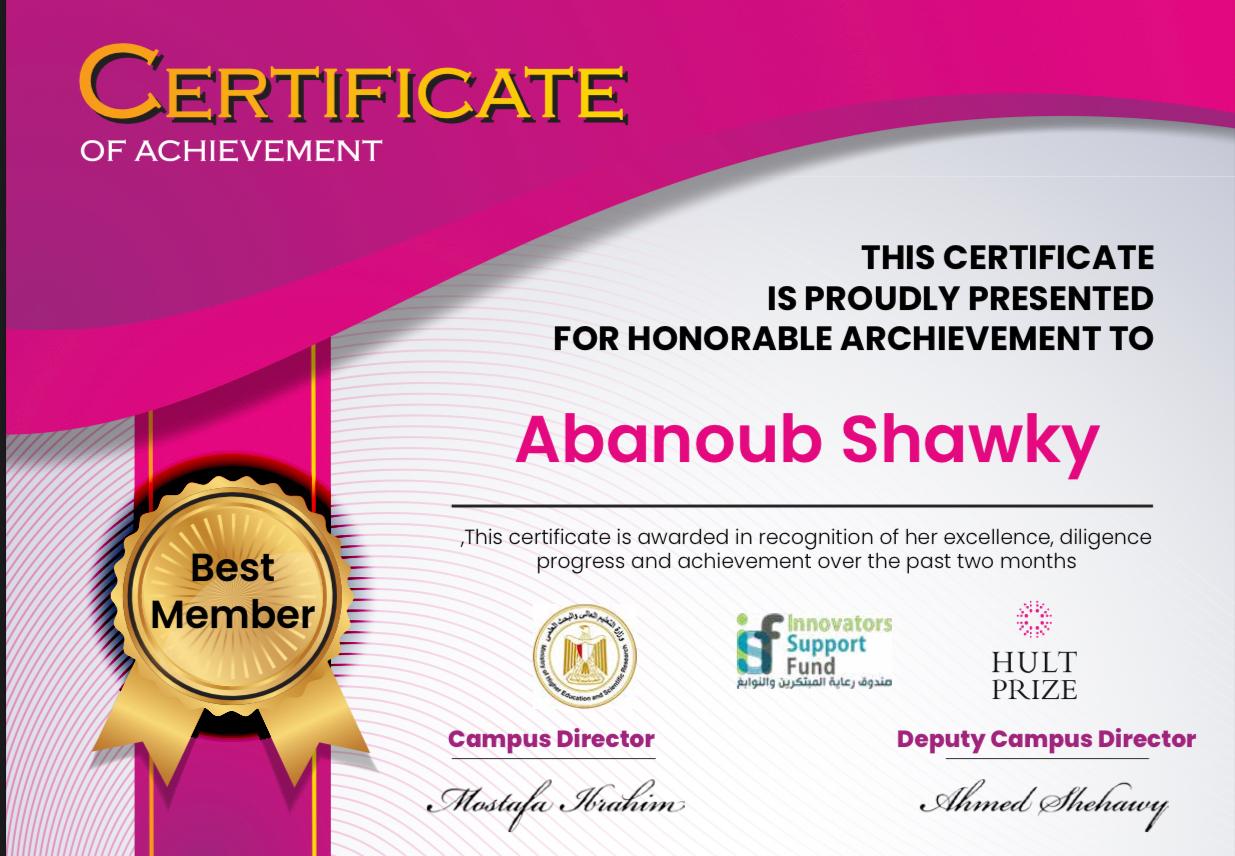 CERTIFICATE
OF ACHIEVEMENT
THIS CERTIFICATE
IS PROUDLY PRESENTED
FOR HONORABLE ARCHIEVEMENT TO
Abanoub Shawky
,This certificate is awarded in recognition of her excellence, diligence
progress and achievement over the past two months
Best
Member
وزارة التعليم العالى والبحث العلمى
Ministry of Higher Education and Scientific Research
isf
Innovators
Support
Fund
صندوق رعاية المبتكرين والنوابغ
HULT
PRIZE
Campus Director
Deputy Campus Director
Mostafa Ibrahim
Ahmed Shehawy